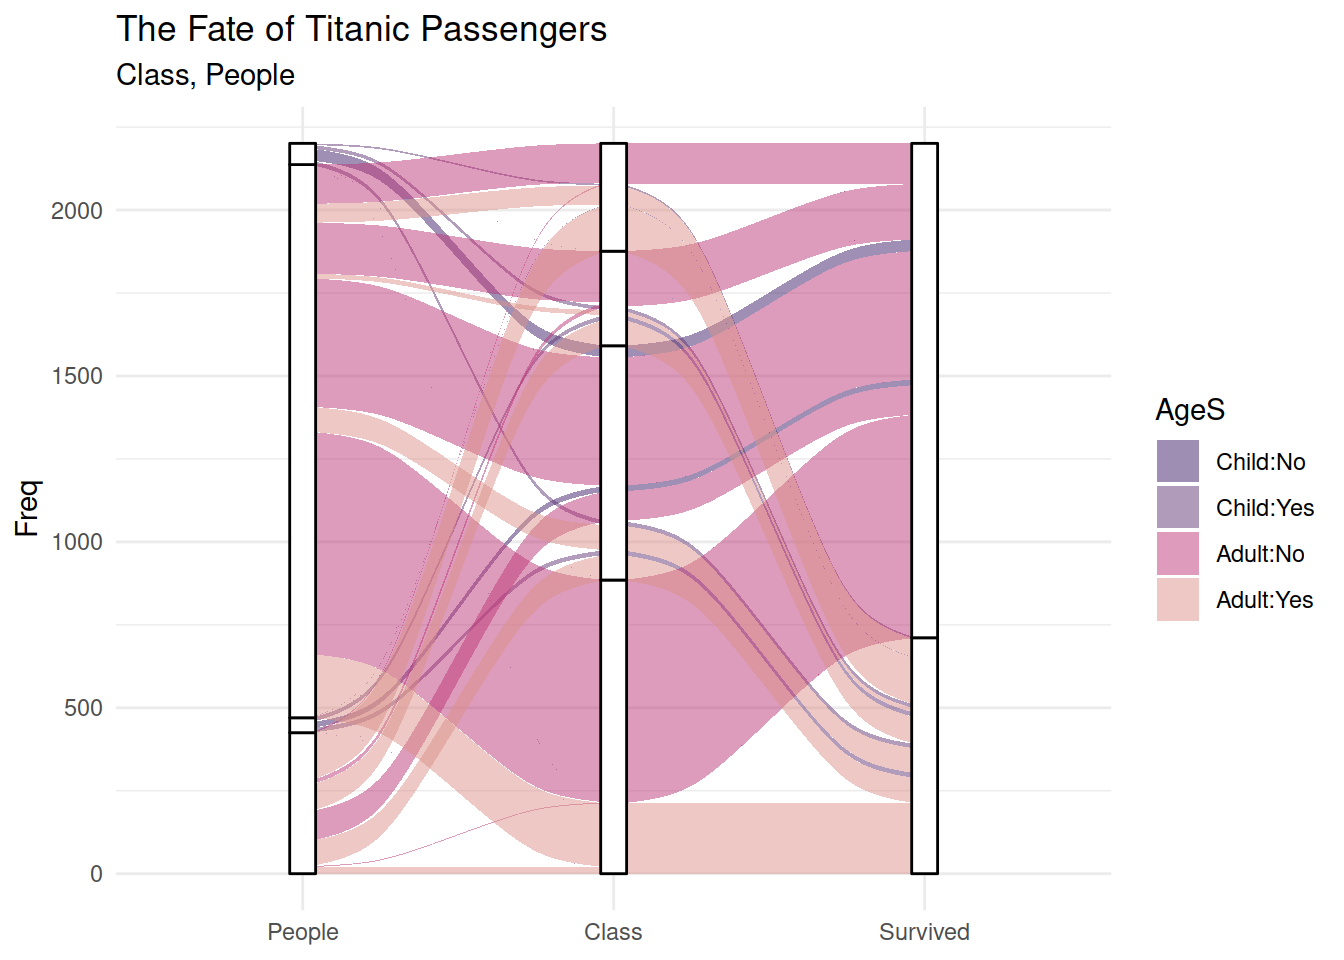 The Fate of Titanic Passengers
Class, People
Freq
2000
1500
1000
500
0
People
Class
Survived
AgeS
Child:No
Child:Yes
Adult:No
Adult:Yes